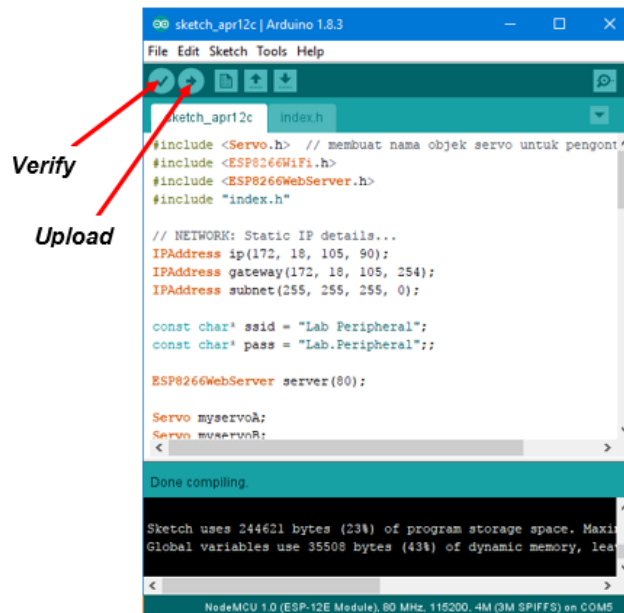 sketch_apr12c | Arduino 1.8.3
File Edit Sketch Tools Help
sketch_apr12c index.h
Verify
Upload
#include <Servo.h> // membuat nama objek servo untuk pengont
#include <ESP8266WiFi.h>
#include <ESP8266WebServer.h>
#include "index.h"
// NETWORK: Static IP details...
IPAddress ip(172, 18, 105, 90);
IPAddress gateway(172, 18, 105, 254);
IPAddress subnet(255, 255, 255, 0);
const char* ssid = "Lab Peripheral";
const char* pass = "Lab.Peripheral";;
ESP8266WebServer server(80);
Servo myservoA;
Servo myservoB;
Done compiling.
Sketch uses 244621 bytes (23%) of program storage space. Maxi
Global variables use 35508 bytes (43%) of dynamic memory, lea
NodeMCU 1.0 (ESP-12E Module), 80 MHz, 115200, 4M (3M SPIFFS) on COM5